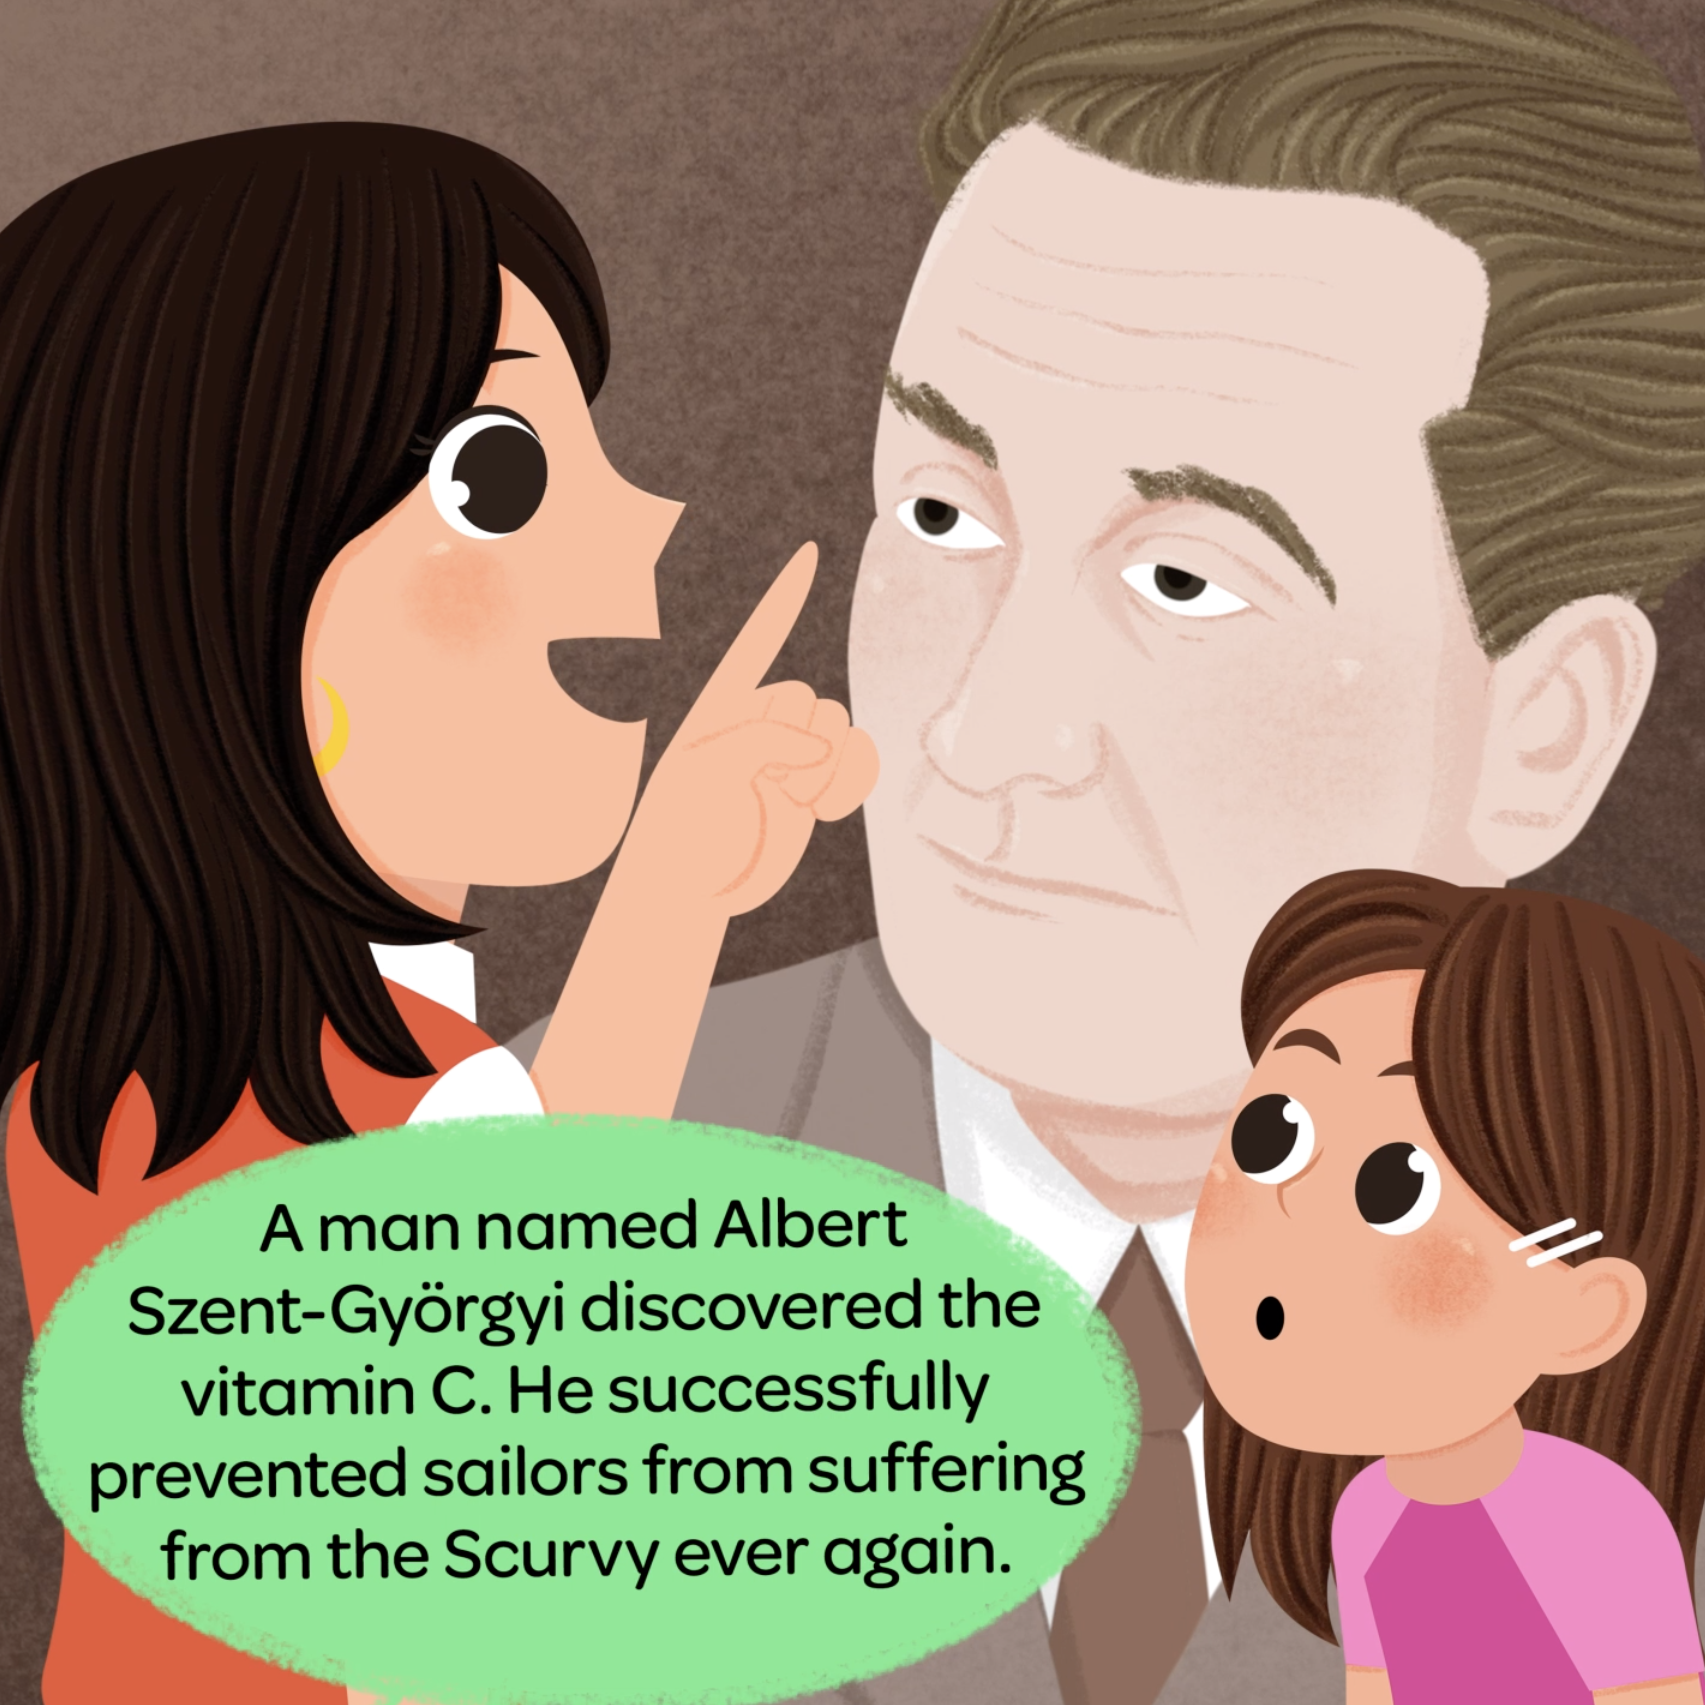 A man named Albert
Szent-Györgyi discovered the
vitamin C. He successfully
prevented sailors from suffering
from the Scurvy ever again.